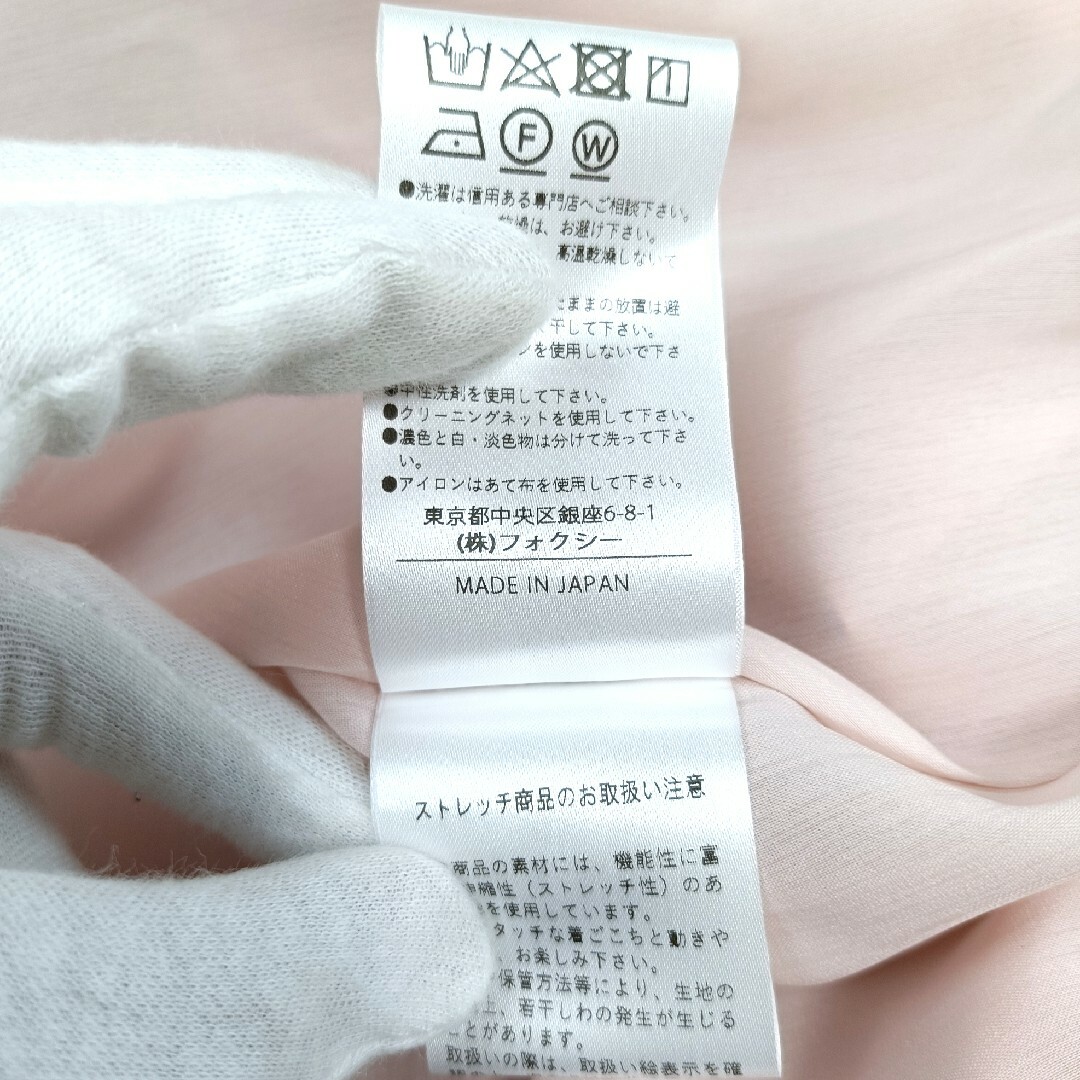 F W
●洗濯は信用ある専門店へご相談下さい。
は、お避け下さい。
高温乾燥しないで
ままの放置は避
干して下さい。
ンを使用しないで下さ
●中性洗剤を使用して下さい。
●クリーニングネットを使用して下さい。
●濃色と白・淡色物は分けて洗って下さ
い。
●アイロンはあて布を使用して下さい。
東京都中央区銀座6-8-1
(株)フォクシー
MADE IN JAPAN
ストレッチ商品のお取扱い注意
商品の素材には、機能性に富
縮性（ストレッチ性）のあ
を使用しています。
タッチな着ごこちと動きや
お楽しみ下さい。
保管方法等により、生地の
、若干しわの発生が生じる
ことがあります。
取扱いの際は、取扱い絵表示を確